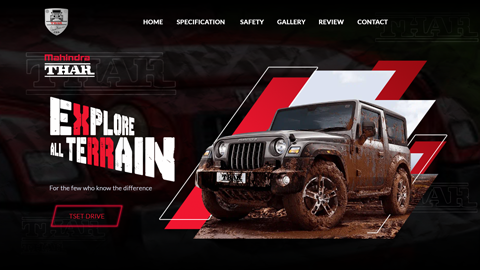 HOME SPECIFICATION SAFETY GALLERY REVIEW CONTACT
Mahindra
THAR
EXPLORE
ALL TERRAIN
For the few who know the difference
TSET DRIVE
THAR